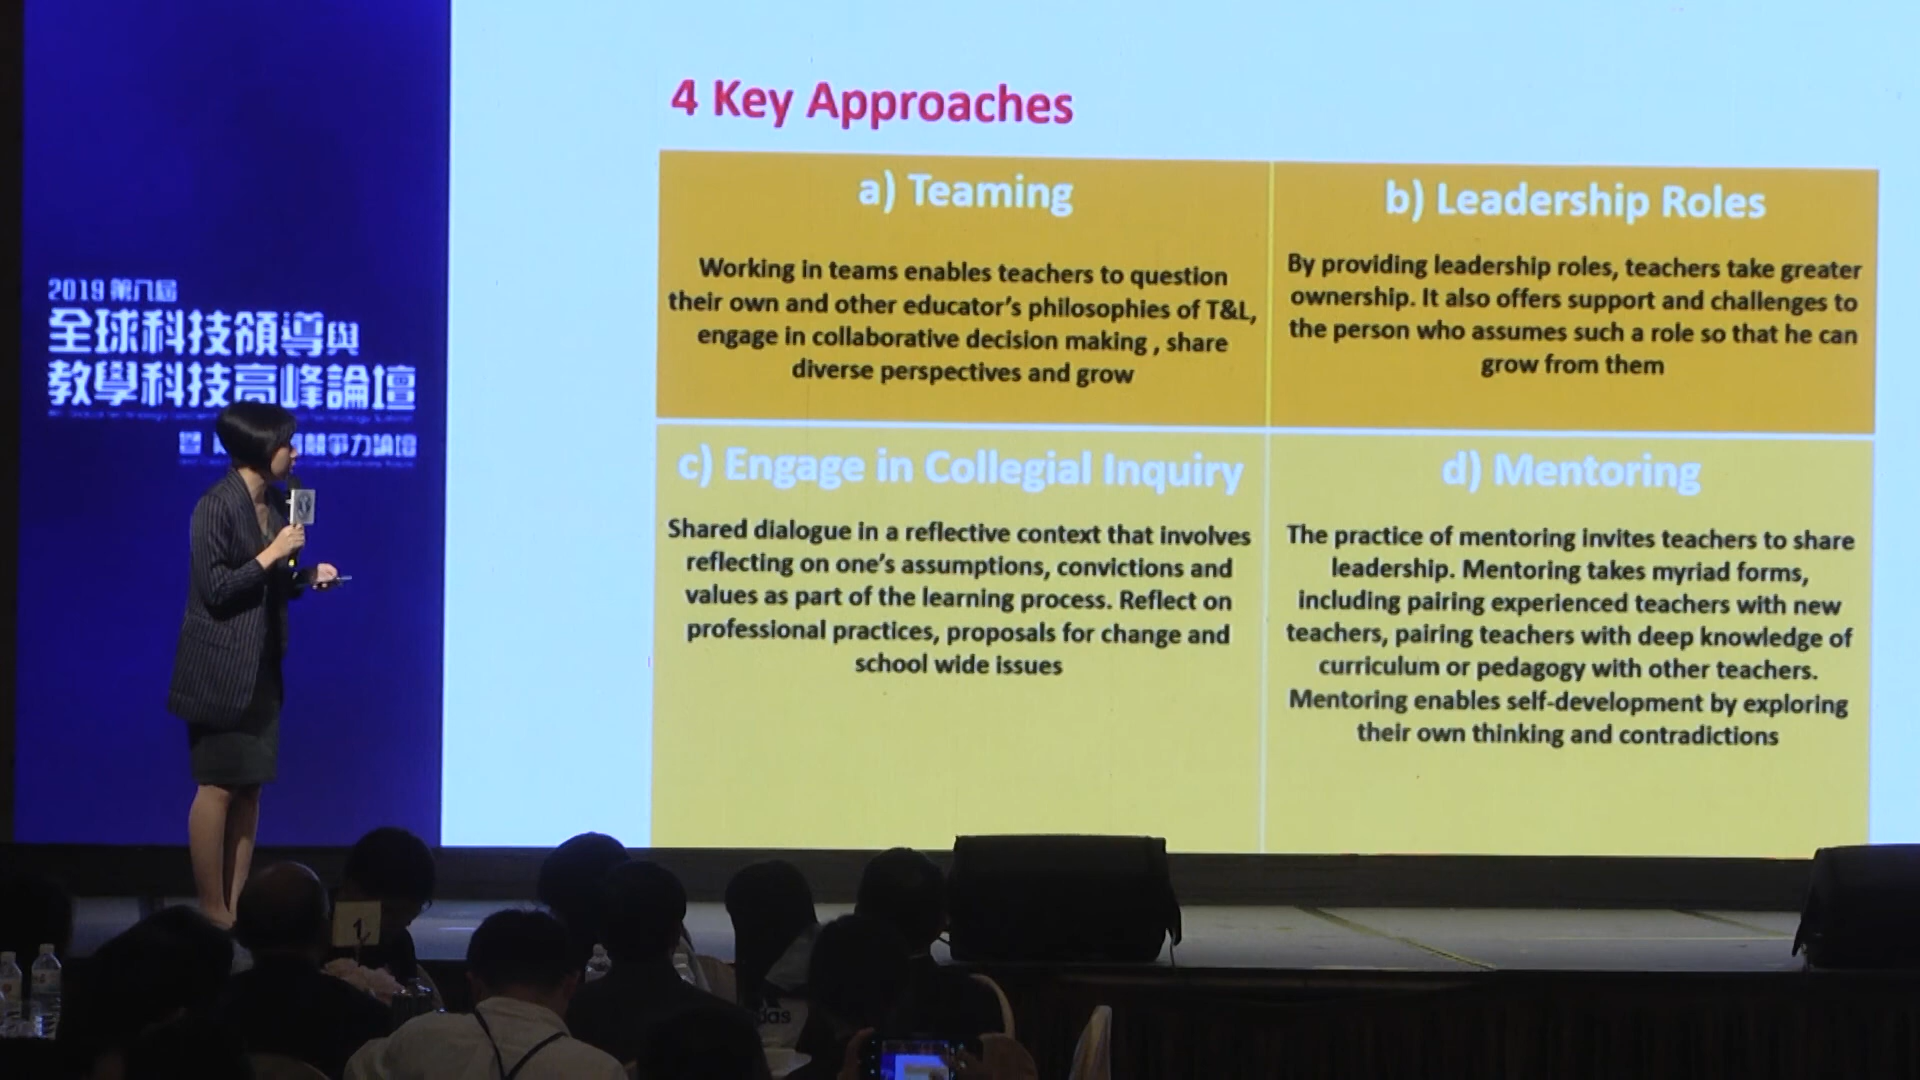 2019 第八屆
全球科技領導與
教學科技高峰論壇
競爭力論壇
4 Key Approaches
a) Teaming
Working in teams enables teachers to question
their own and other educator's philosophies of T&L,
engage in collaborative decision making , share
diverse perspectives and grow
b) Leadership Roles
By providing leadership roles, teachers take greater
ownership. It also offers support and challenges to
the person who assumes such a role so that he can
grow from them
c) Engage in Collegial Inquiry
Shared dialogue in a reflective context that involves
reflecting on one's assumptions, convictions and
values as part of the learning process. Reflect on
professional practices, proposals for change and
school wide issues
d) Mentoring
The practice of mentoring invites teachers to share
leadership. Mentoring takes myriad forms,
including pairing experienced teachers with new
teachers, pairing teachers with deep knowledge of
curriculum or pedagogy with other teachers.
Mentoring enables self-development by exploring
their own thinking and contradictions
1